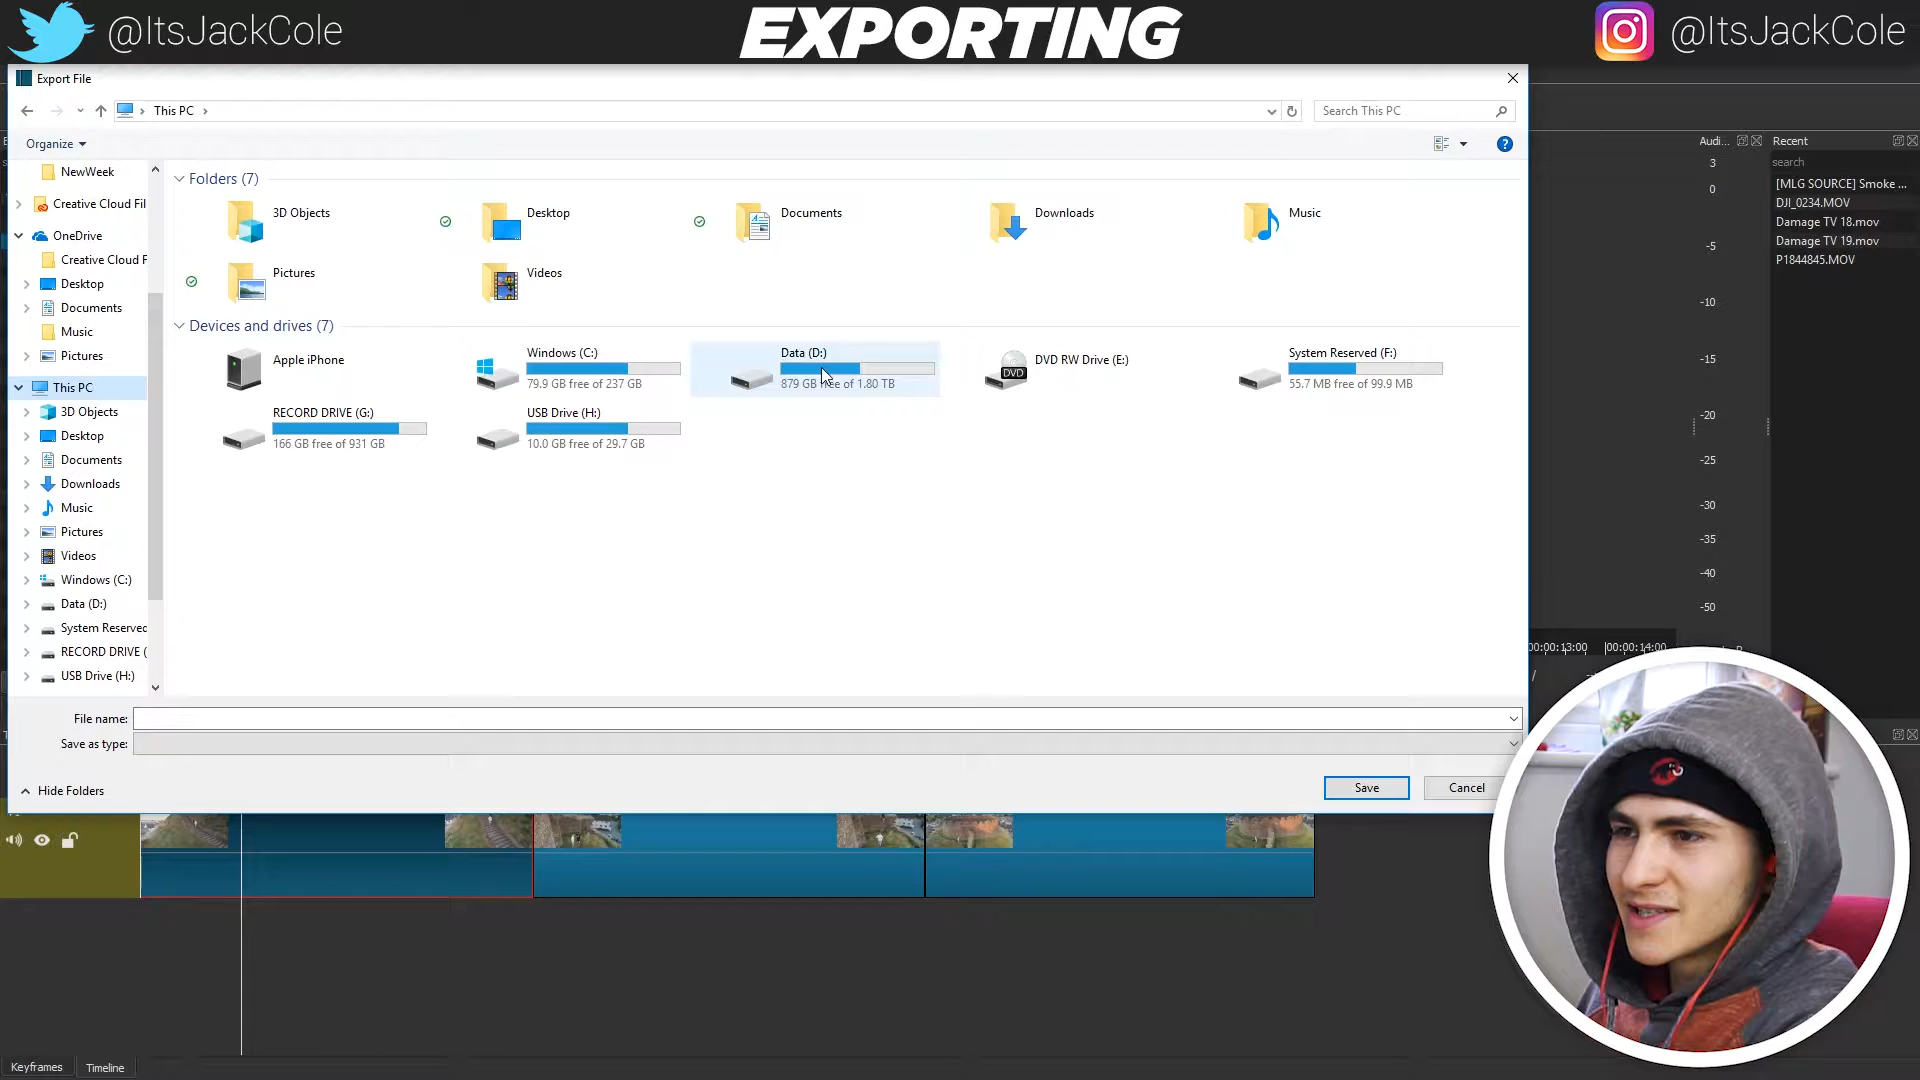 @ItsJackCole
EXPORTING
@ItsJackCole
Export File
This PC
Search This PC
Organize
NewWeek
Creative Cloud Fil
OneDrive
Creative Cloud F
Desktop
Documents
Music
Pictures
This PC
3D Objects
Desktop
Documents
Downloads
Music
Pictures
Videos
Windows (C:)
Data (D:)
System Reserved
RECORD DRIVE (
USB Drive (H:)
Folders (7)
3D Objects
Desktop
Documents
Downloads
Music
Pictures
Videos
Devices and drives (7)
Apple iPhone
Windows (C:)
79.9 GB free of 237 GB
Data (D:)
879 GB free of 1.80 TB
DVD RW Drive (E:)
DVD
System Reserved (F:)
55.7 MB free of 99.9 MB
RECORD DRIVE (G:)
166 GB free of 931 GB
USB Drive (H:)
10.0 GB free of 29.7 GB
File name:
Save as type:
Hide Folders
Save
Cancel
Audi...
3
0
-5
-10
-15
-20
-25
-30
-35
-40
-50
Recent
search
[MLG SOURCE] Smoke ...
DJI_0234.MOV
Damage TV 18.mov
Damage TV 19.mov
P1844845.MOV
00:00:13:00
00:00:14:00
Keyframes
Timeline